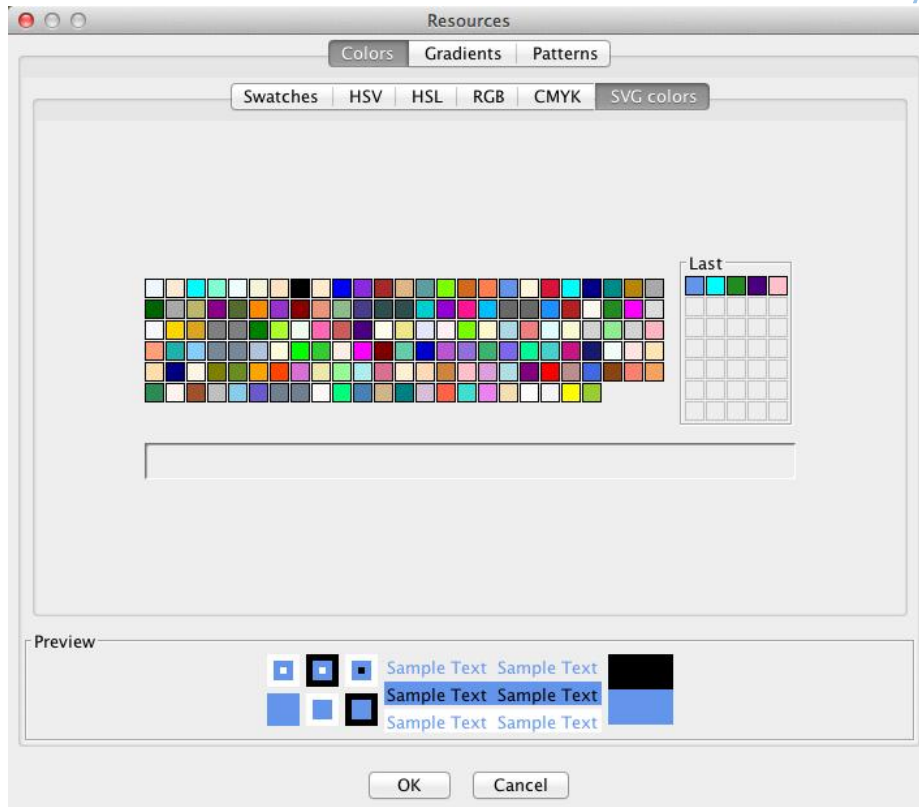 Resources
Colors Gradients Patterns
Swatches HSV HSL RGB CMYK SVG colors
Last
Preview
Sample Text Sample Text
Sample Text Sample Text
Sample Text Sample Text
OK Cancel